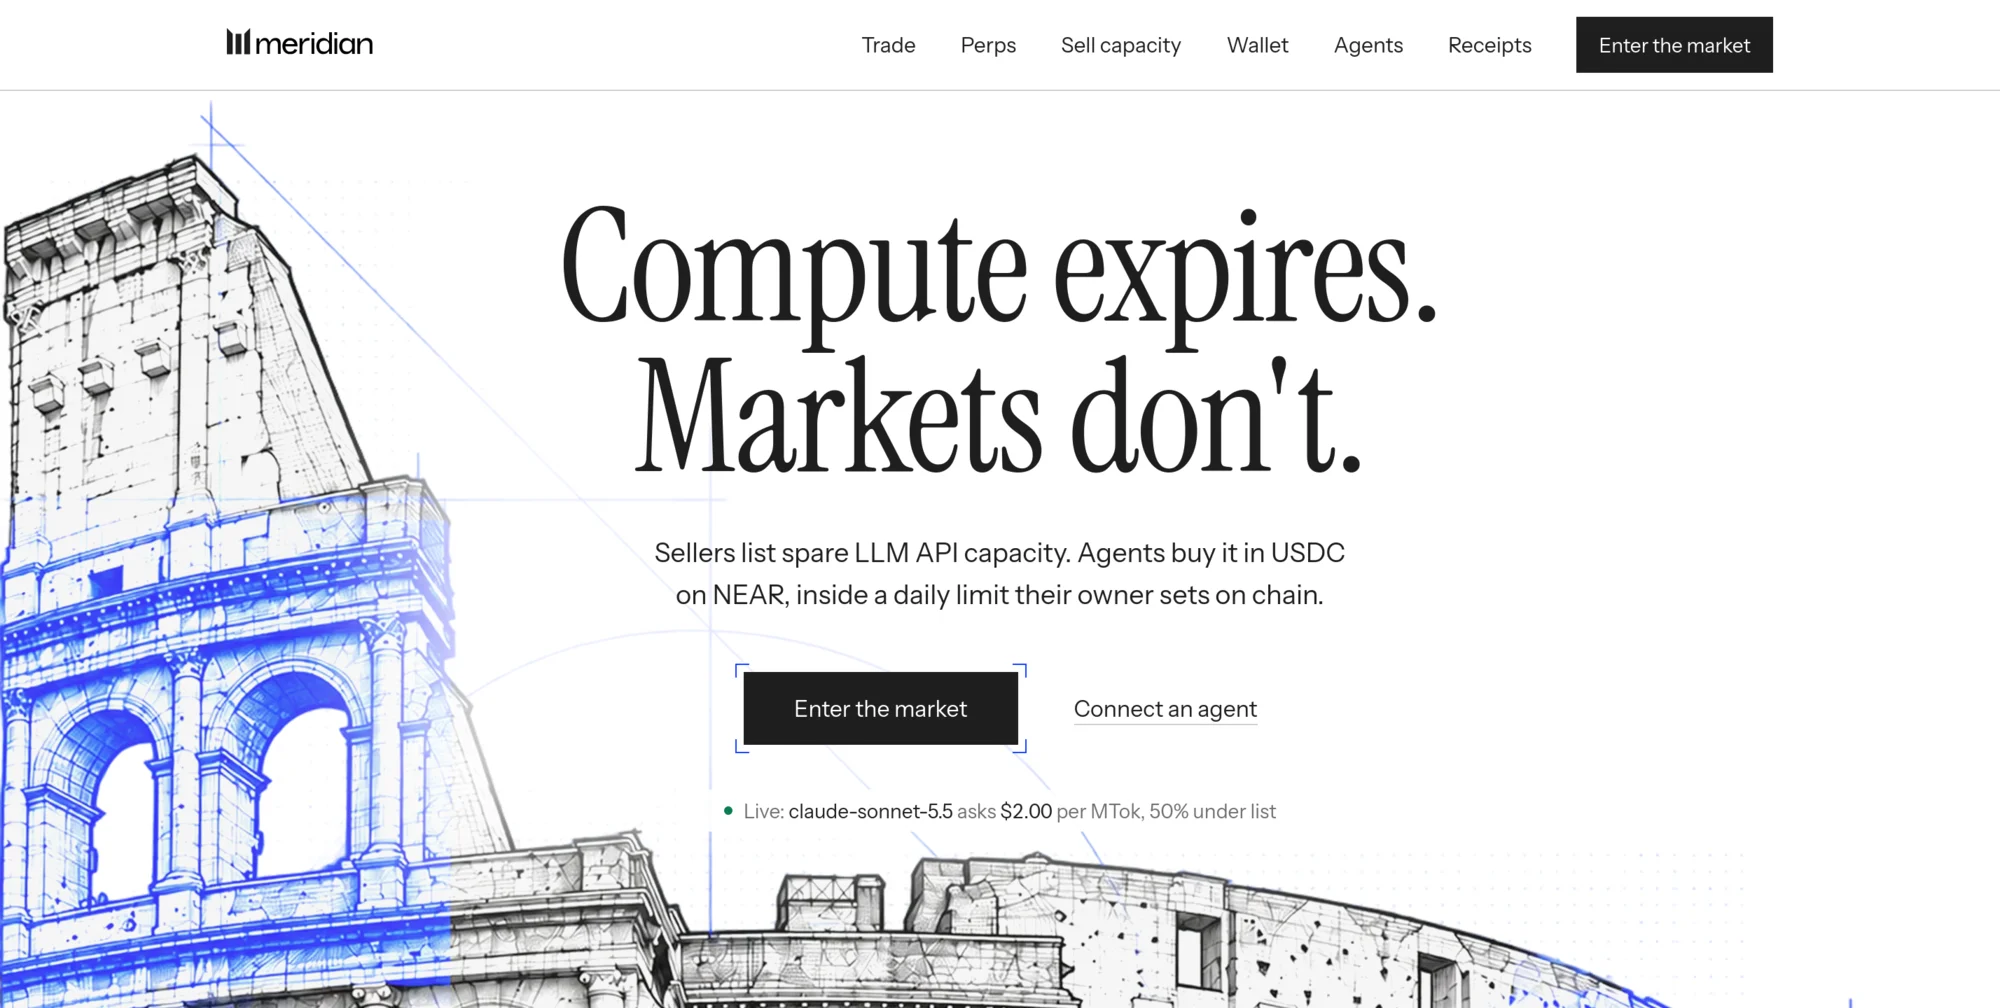 meridian
Trade
Perps
Sell capacity
Wallet
Agents
Receipts
Enter the market
Compute expires.
Markets don't.
Sellers list spare LLM API capacity. Agents buy it in USDC
on NEAR, inside a daily limit their owner sets on chain.
Enter the market
Connect an agent
Live: claude-sonnet-5.5 asks $2.00 per MTok, 50% under list